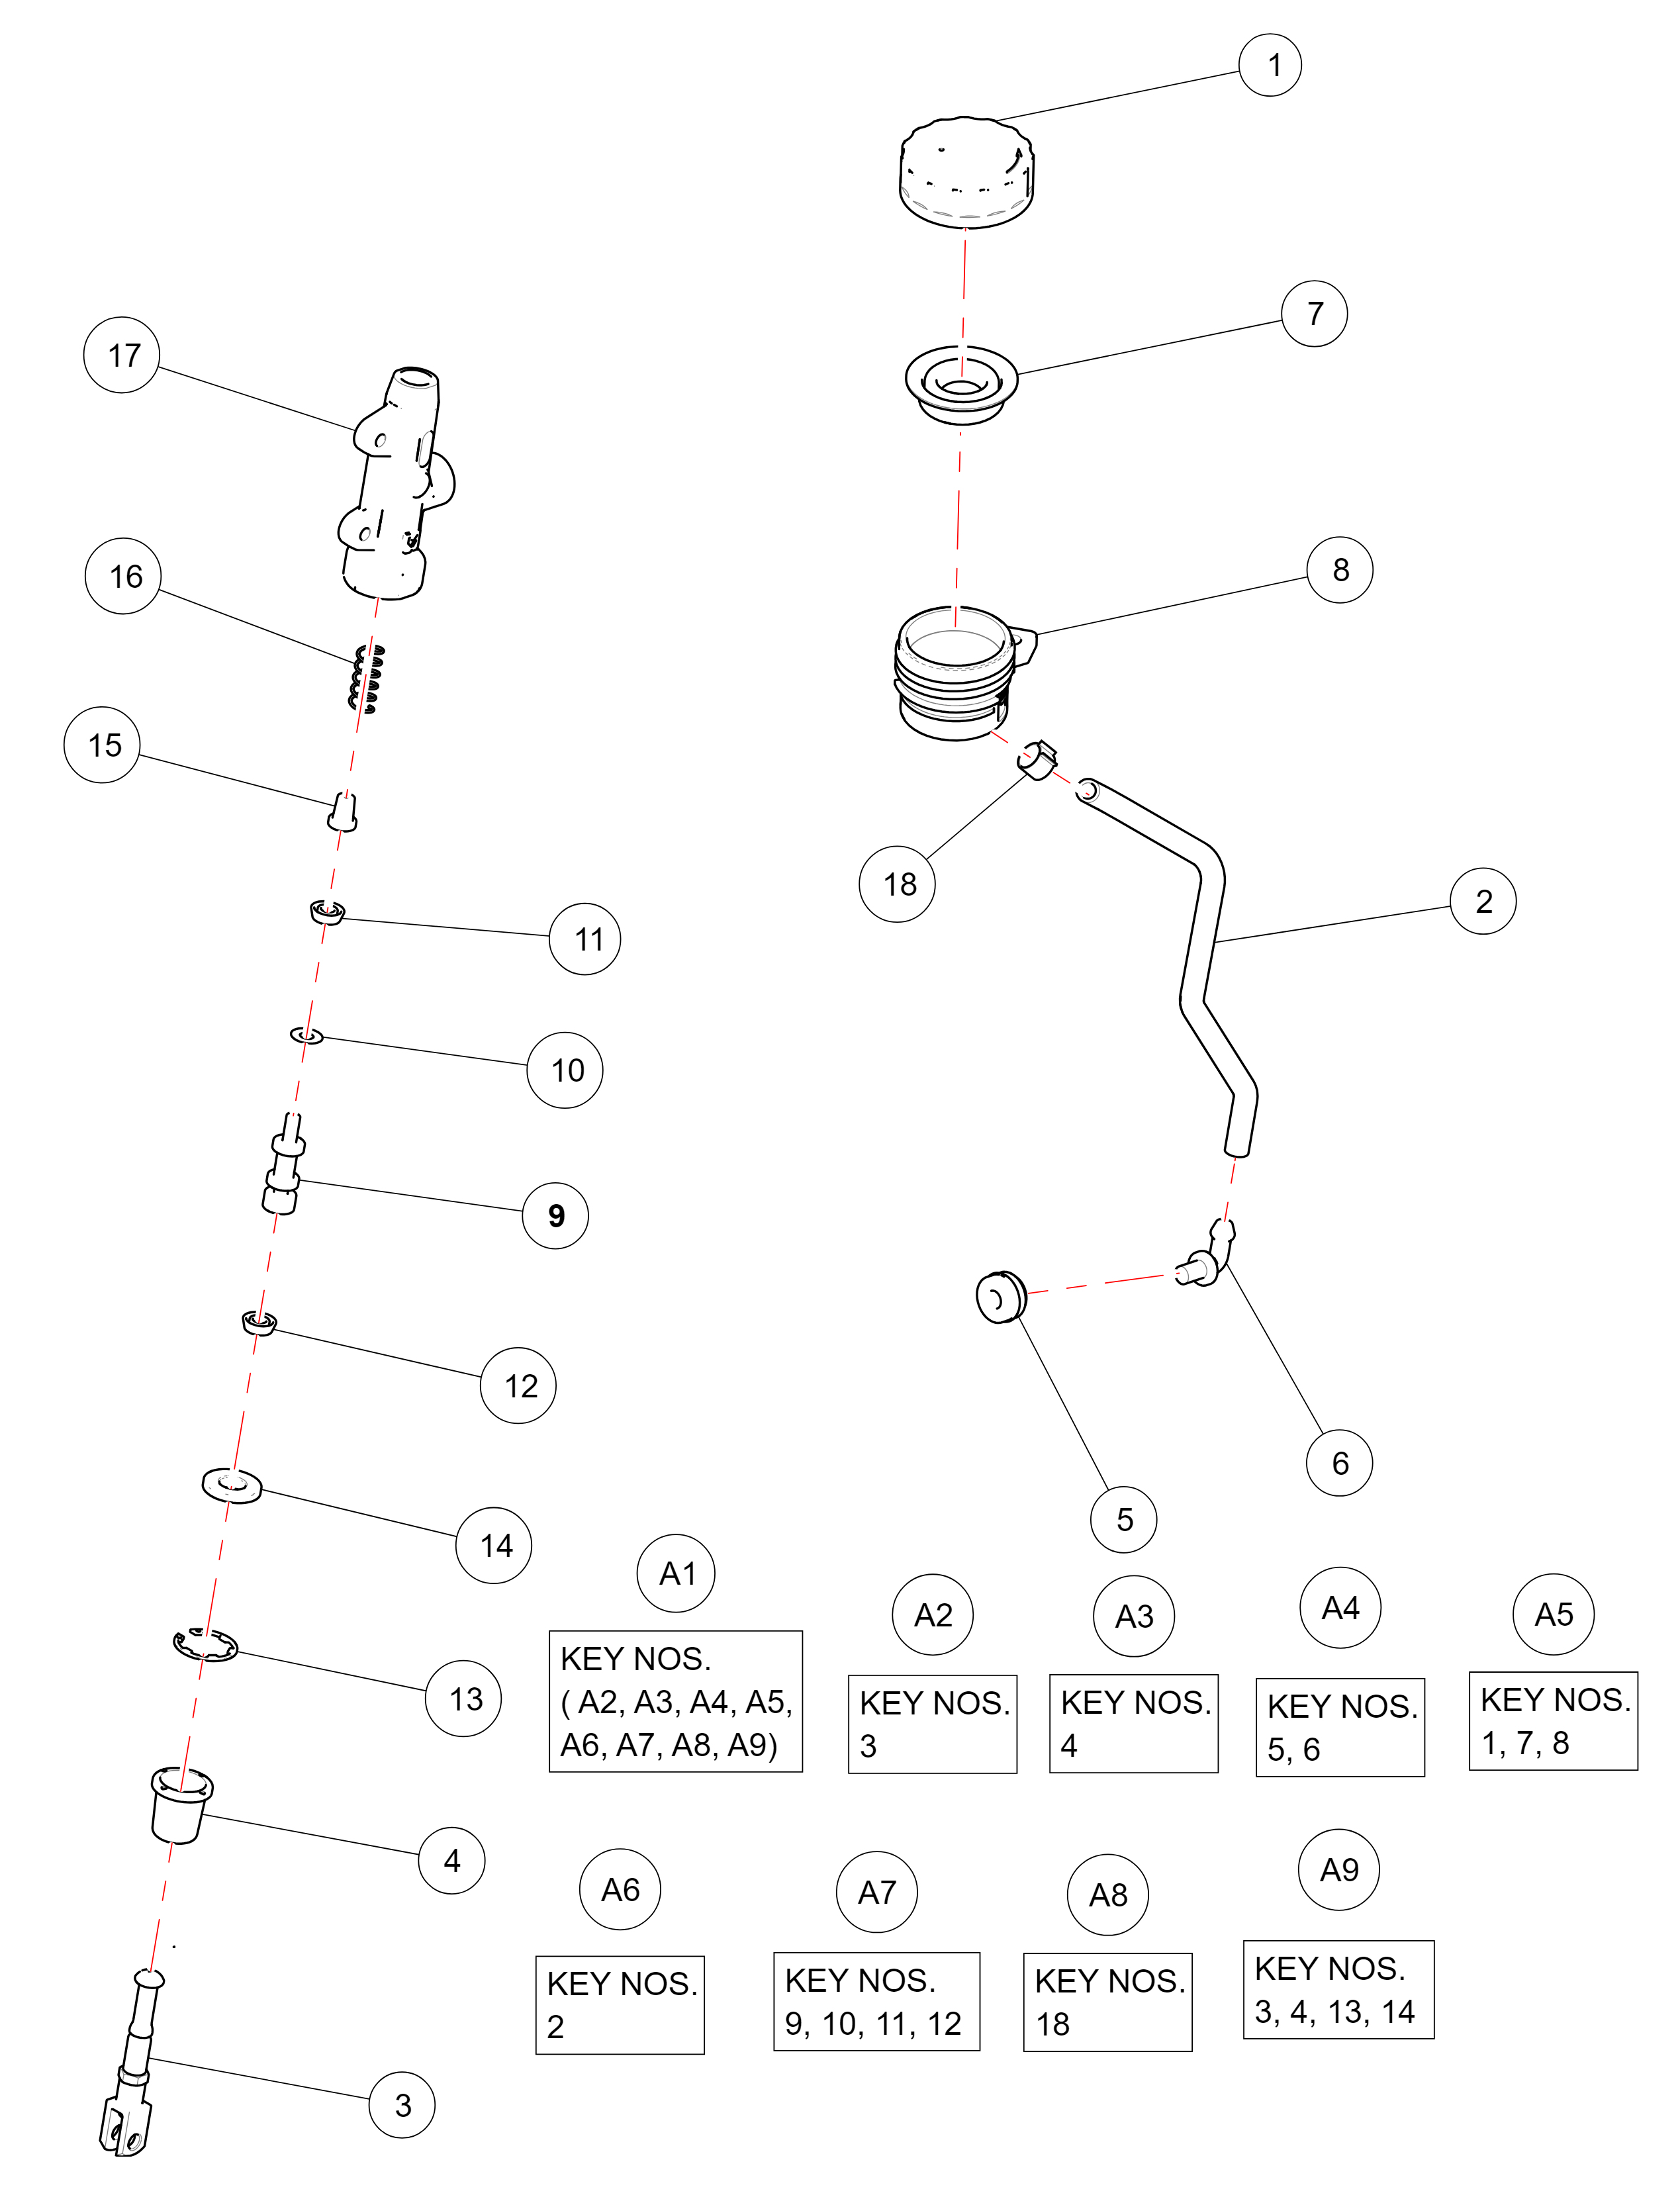 1
7
17
8
16
15
18
2
11
10
9
12
6
5
14
A1
A2
A3
A4
A5
KEY NOS.
( A2, A3, A4, A5,
A6, A7, A8, A9)
KEY NOS.
3
KEY NOS.
4
KEY NOS.
5, 6
KEY NOS.
1, 7, 8
13
4
A6
A7
A8
A9
KEY NOS.
2
KEY NOS.
9, 10, 11, 12
KEY NOS.
18
KEY NOS.
3, 4, 13, 14
3